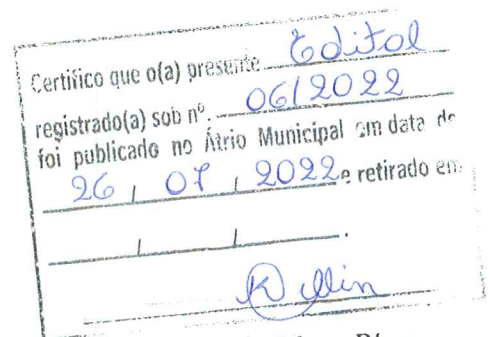 Certifico que o(a) presente Edital
registrado(a) sob nº. 06/2022
foi publicado no Átrio Municipal em data de
26 / 07 / 2022 e retirado em:
/ /.